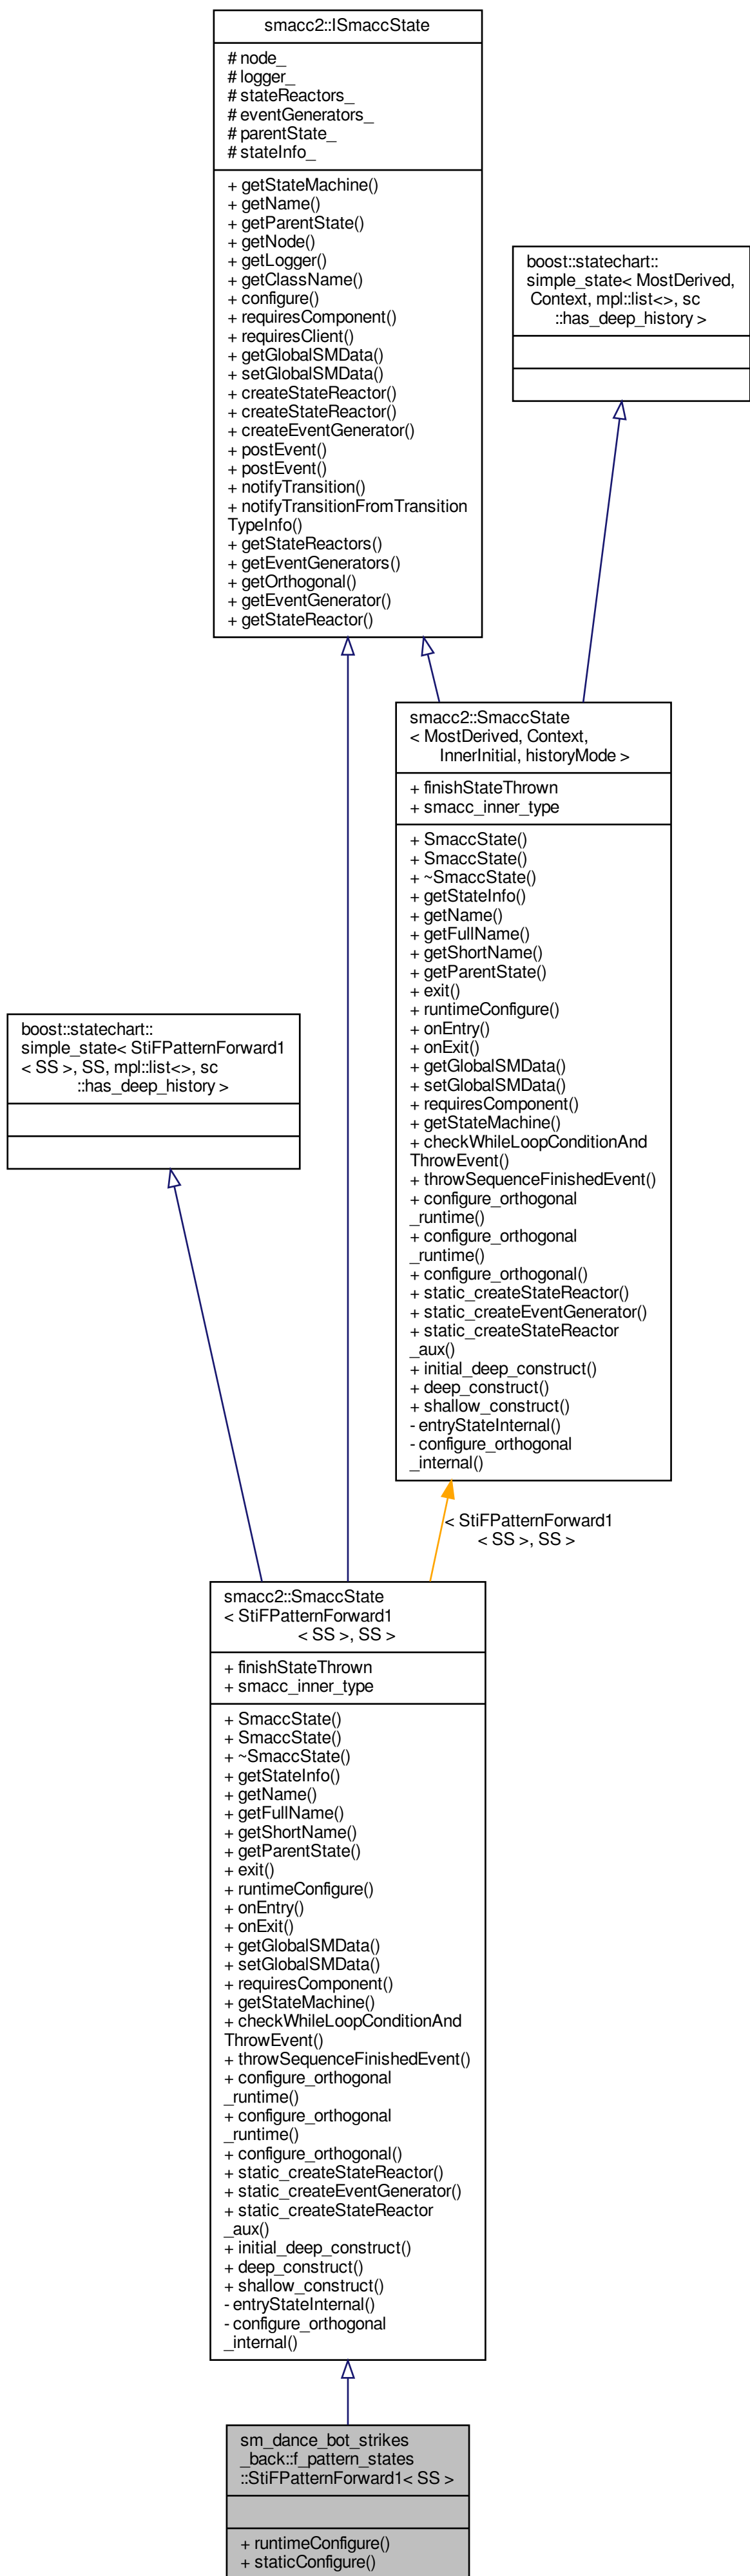 smacc2::ISmaccState
# node_
# logger_
# stateReactors_
# eventGenerators_
# parentState_
# stateInfo_
+ getStateMachine()
+ getName()
+ getParentState()
+ getNode()
+ getLogger()
+ getClassName()
+ configure()
+ requiresComponent()
+ requiresClient()
+ getGlobalSMData()
+ setGlobalSMData()
+ createStateReactor()
+ createStateReactor()
+ createEventGenerator()
+ postEvent()
+ postEvent()
+ notifyTransition()
+ notifyTransitionFromTransition
TypeInfo()
+ getStateReactors()
+ getEventGenerators()
+ getOrthogonal()
+ getEventGenerator()
+ getStateReactor()
boost::statechart::
simple_state< MostDerived,
Context, mpl::list<>, sc
::has_deep_history >
smacc2::SmaccState
< MostDerived, Context,
InnerInitial, historyMode >
+ finishStateThrown
+ smacc_inner_type
+ SmaccState()
+ SmaccState()
+ ~SmaccState()
+ getStateInfo()
+ getName()
+ getFullName()
+ getShortName()
+ getParentState()
+ exit()
+ runtimeConfigure()
+ onEntry()
+ onExit()
+ getGlobalSMData()
+ setGlobalSMData()
+ requiresComponent()
+ getStateMachine()
+ checkWhileLoopConditionAnd
ThrowEvent()
+ throwSequenceFinishedEvent()
+ configure_orthogonal
_runtime()
+ configure_orthogonal
_runtime()
+ configure_orthogonal()
+ static_createStateReactor()
+ static_createEventGenerator()
+ static_createStateReactor
_aux()
+ initial_deep_construct()
+ deep_construct()
+ shallow_construct()
- entryStateInternal()
- configure_orthogonal
_internal()
boost::statechart::
simple_state< StiFPatternForward1
< SS >, SS, mpl::list<>, sc
::has_deep_history >
< StiFPatternForward1
< SS >, SS >
smacc2::SmaccState
< StiFPatternForward1
< SS >, SS >
+ finishStateThrown
+ smacc_inner_type
+ SmaccState()
+ SmaccState()
+ ~SmaccState()
+ getStateInfo()
+ getName()
+ getFullName()
+ getShortName()
+ getParentState()
+ exit()
+ runtimeConfigure()
+ onEntry()
+ onExit()
+ getGlobalSMData()
+ setGlobalSMData()
+ requiresComponent()
+ getStateMachine()
+ checkWhileLoopConditionAnd
ThrowEvent()
+ throwSequenceFinishedEvent()
+ configure_orthogonal
_runtime()
+ configure_orthogonal
_runtime()
+ configure_orthogonal()
+ static_createStateReactor()
+ static_createEventGenerator()
+ static_createStateReactor
_aux()
+ initial_deep_construct()
+ deep_construct()
+ shallow_construct()
- entryStateInternal()
- configure_orthogonal
_internal()
sm_dance_bot_strikes
_back::f_pattern_states
::StiFPatternForward1< SS >
+ runtimeConfigure()
+ staticConfigure()